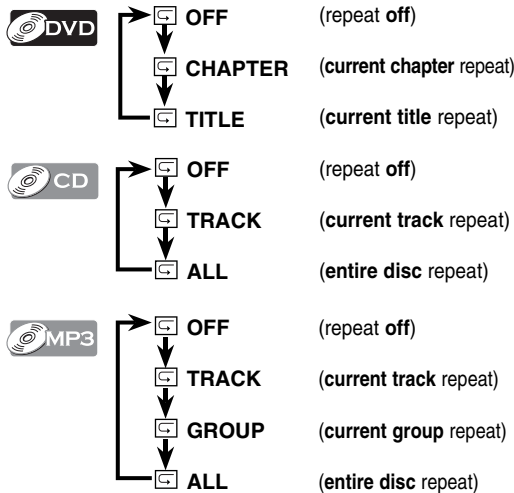 DVD
OFF (repeat off)
CHAPTER (current chapter repeat)
TITLE (current title repeat)
CD
OFF (repeat off)
TRACK (current track repeat)
ALL (entire disc repeat)
MP3
OFF (repeat off)
TRACK (current track repeat)
GROUP (current group repeat)
ALL (entire disc repeat)